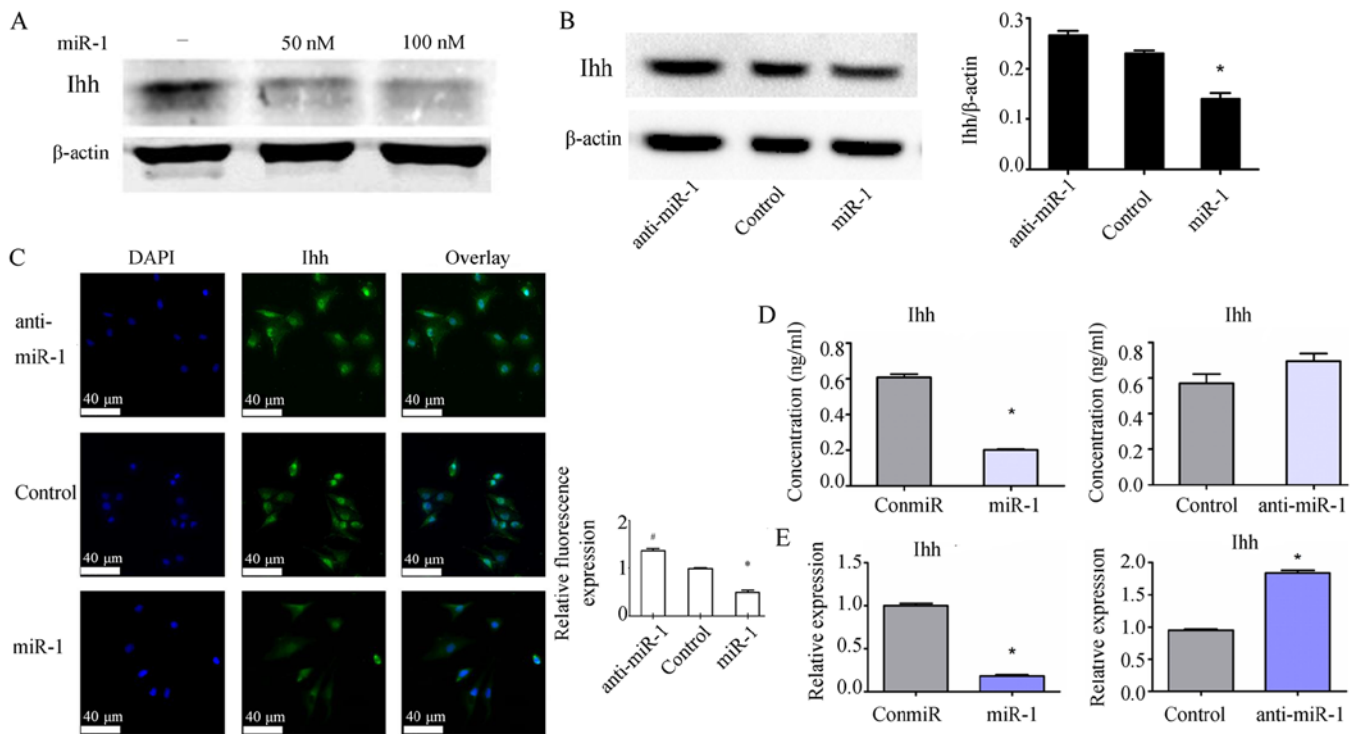 A
miR-1 – 50 nM 100 nM
Ihh
β-actin
B
Ihh
β-actin
anti-miR-1 Control miR-1
Ihh/β-actin
0.3
0.2
0.1
0.0
*
anti-miR-1 Control miR-1
C
DAPI Ihh Overlay
anti-
miR-1
40 μm 40 μm 40 μm
Control
40 μm 40 μm 40 μm
miR-1
40 μm 40 μm 40 μm
Relative fluorescence
expression
2
1
0
# *
anti-miR-1 Control miR-1
D
Ihh
Concentration (ng/ml)
0.8
0.6
0.4
0.2
0.0
*
ConmiR miR-1
Ihh
Concentration (ng/ml)
0.8
0.6
0.4
0.2
0.0
Control anti-miR-1
E
Ihh
Relative expression
1.5
1.0
0.5
0.0
*
ConmiR miR-1
Ihh
Relative expression
2.0
1.5
1.0
1.5
1.0
*
Control anti-miR-1